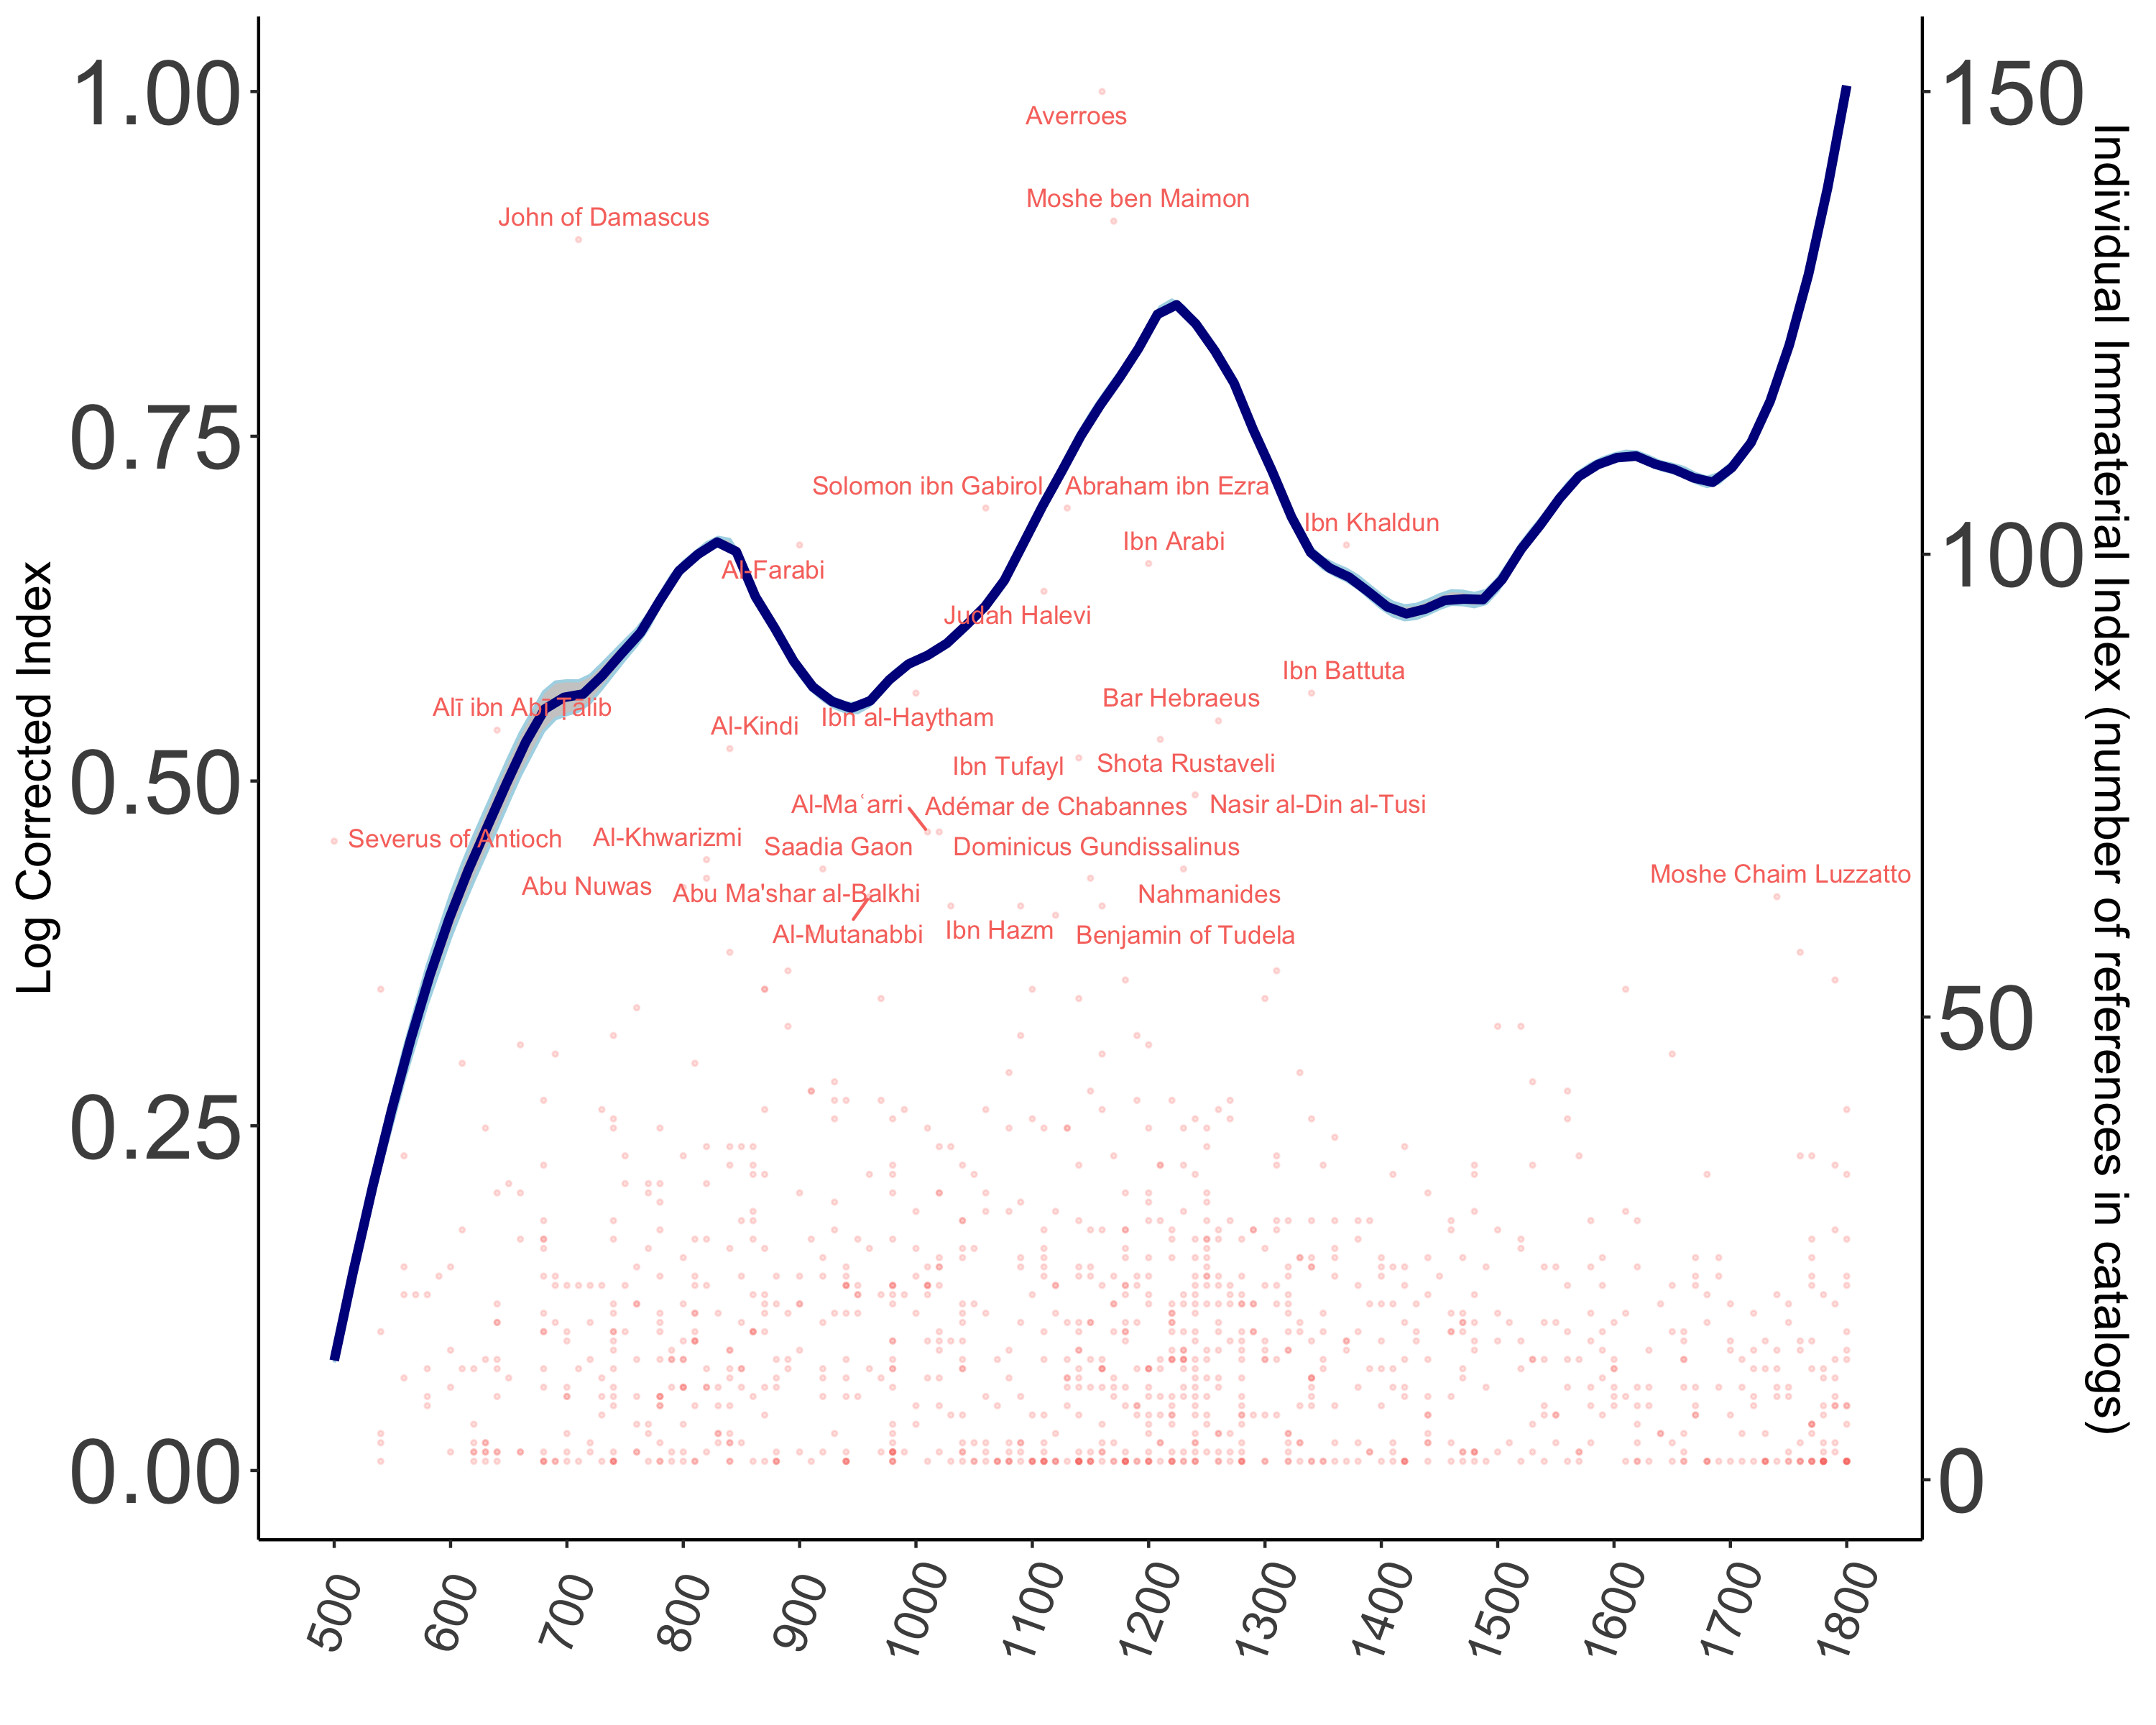 1.00
0.75
0.50
0.25
0.00
Log Corrected Index
150
100
50
0
Individual Immaterial Index (number of references in catalogs)
Averroes
Moshe ben Maimon
John of Damascus
Solomon ibn Gabirol
Abraham ibn Ezra
Ibn Khaldun
Ibn Arabi
Al-Farabi
Judah Halevi
Ibn Battuta
Bar Hebraeus
Alī ibn Abī Ṭālib
Al-Kindi
Ibn al-Haytham
Ibn Tufayl
Shota Rustaveli
Al-Maʿarri
Adémar de Chabannes
Nasir al-Din al-Tusi
Severus of Antioch
Al-Khwarizmi
Saadia Gaon
Dominicus Gundissalinus
Moshe Chaim Luzzatto
Abu Nuwas
Abu Ma'shar al-Balkhi
Nahmanides
Al-Mutanabbi
Ibn Hazm
Benjamin of Tudela
500
600
700
800
900
1000
1100
1200
1300
1400
1500
1600
1700
1800